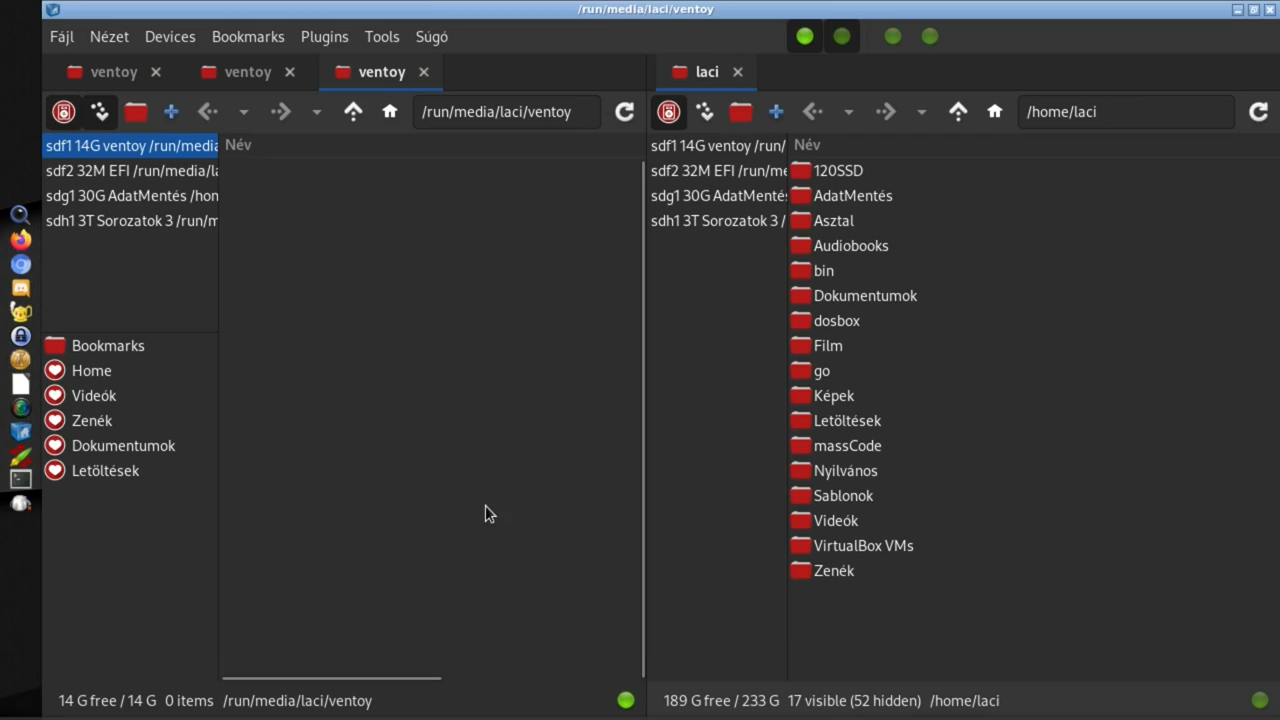 /run/media/laci/ventoy
Fájl Nézet Devices Bookmarks Plugins Tools Súgó
ventoy ventoy ventoy
/run/media/laci/ventoy
sdf1 14G ventoy /run/media
sdf2 32M EFI /run/media/la
sdg1 30G AdatMentés /hom
sdh1 3T Sorozatok 3 /run/m
Név
Bookmarks
Home
Videók
Zenék
Dokumentumok
Letöltések
14 G free / 14 G 0 items /run/media/laci/ventoy
laci
/home/laci
sdf1 14G ventoy /run/
sdf2 32M EFI /run/me
sdg1 30G AdatMentés
sdh1 3T Sorozatok 3 /
Név
120SSD
AdatMentés
Asztal
Audiobooks
bin
Dokumentumok
dosbox
Film
go
Képek
Letöltések
massCode
Nyilvános
Sablonok
Videók
VirtualBox VMs
Zenék
189 G free / 233 G 17 visible (52 hidden) /home/laci